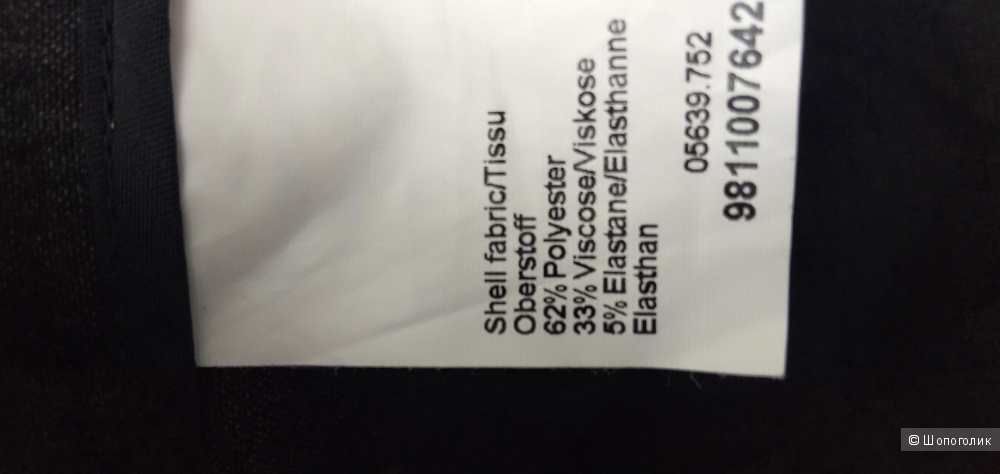 Shell fabric/Tissu
Oberstoff
62% Polyester
33% Viscose/Viskose
5% Elastane/Elasthanne
Elasthan
05639.752
9811007642
© Шопоголик